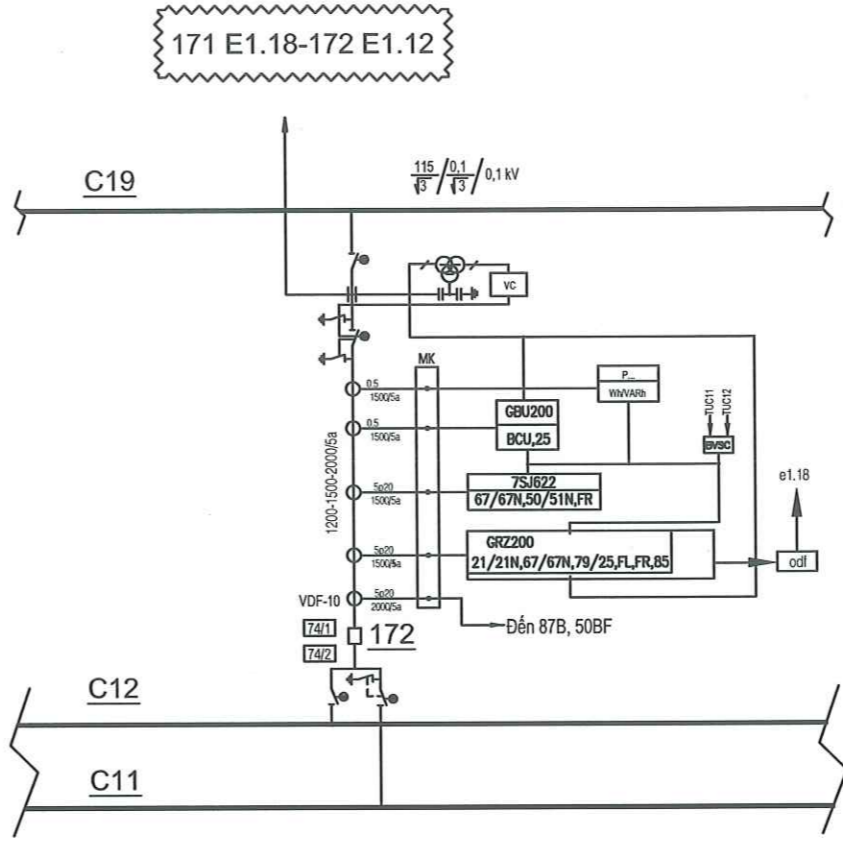 171 E1.18-172 E1.12
C19
115/√3 / 0,1/√3 / 0,1 kV
vc
MK
0.5
1500/5a
P...
Wh/VARh
TUC11
TUC12
GBU200
BCU,25
0.5
1500/5a
BVSC
1200-1500-2000/5a
7SJ622
67/67N,50/51N,FR
5p20
1500/5a
e1.18
GRZ200
21/21N,67/67N,79/25,FL,FR,85
5p20
1500/5a
odf
VDF-10
5p20
2000/5a
Đến 87B, 50BF
74/1
172
74/2
C12
C11